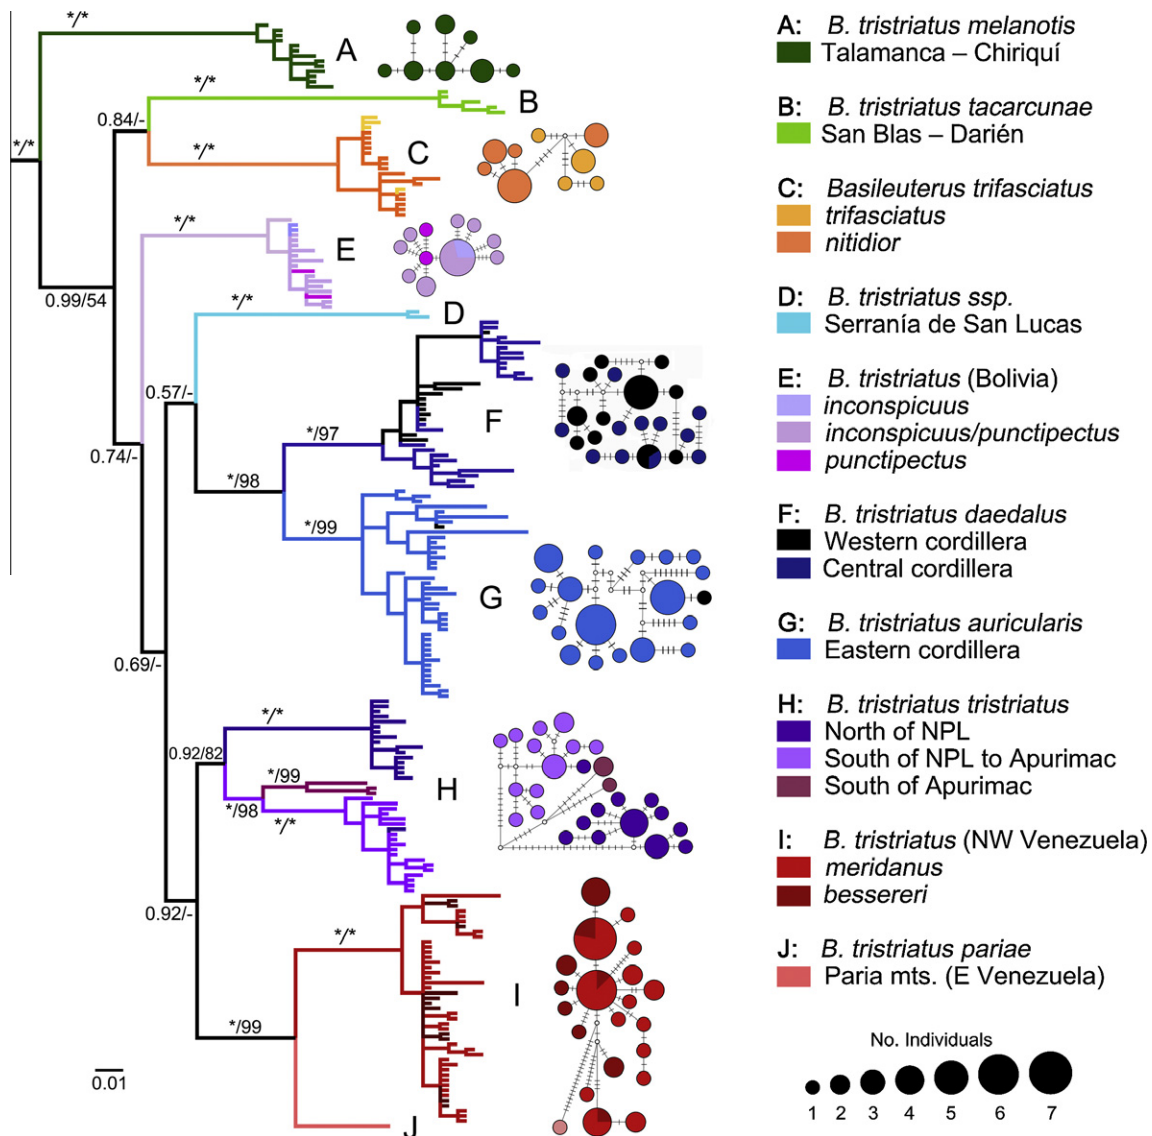 */*
A
*/*
B
0.84/-
*/*
*/*
C
*/*
E
0.99/54
*/*
D
0.57/-
F
*/97
0.74/-
*/98
*/99
G
0.69/-
*/*
0.92/82
*/99
H
*/98
*/*
0.92/-
*/*
I
*/99
0.01
J
A: B. tristriatus melanotis
Talamanca – Chiriquí
B: B. tristriatus tacarcunae
San Blas – Darién
C: Basileuterus trifasciatus
trifasciatus
nitidior
D: B. tristriatus ssp.
Serranía de San Lucas
E: B. tristriatus (Bolivia)
inconspicuus
inconspicuus/punctipectus
punctipectus
F: B. tristriatus daedalus
Western cordillera
Central cordillera
G: B. tristriatus auricularis
Eastern cordillera
H: B. tristriatus tristriatus
North of NPL
South of NPL to Apurimac
South of Apurimac
I: B. tristriatus (NW Venezuela)
meridanus
bessereri
J: B. tristriatus pariae
Paria mts. (E Venezuela)
No. Individuals
1 2 3 4 5 6 7